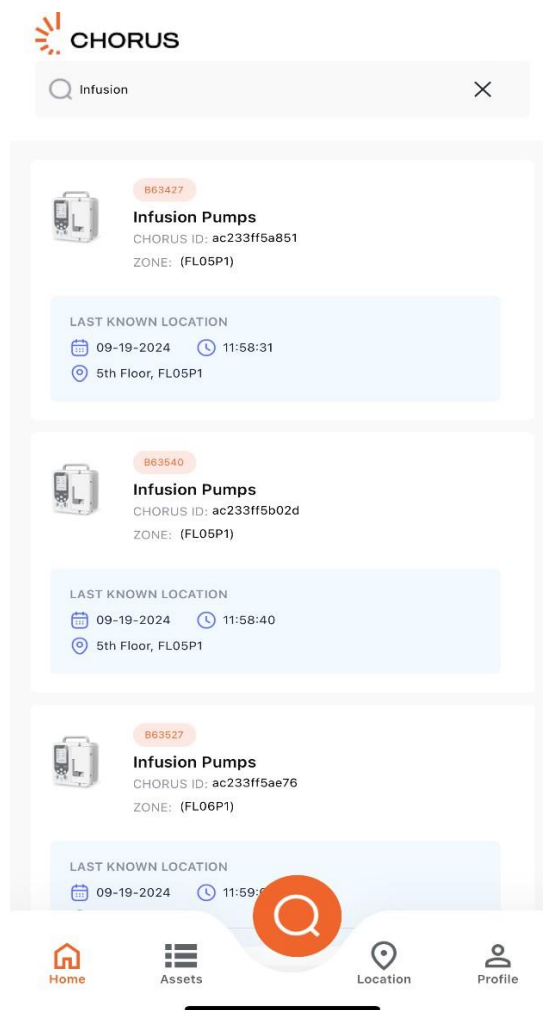 CHORUS
Infusion
B63427
Infusion Pumps
CHORUS ID: ac233ff5a851
ZONE: (FL05P1)
LAST KNOWN LOCATION
09-19-2024 11:58:31
5th Floor, FL05P1
B63540
Infusion Pumps
CHORUS ID: ac233ff5b02d
ZONE: (FL05P1)
LAST KNOWN LOCATION
09-19-2024 11:58:40
5th Floor, FL05P1
B63527
Infusion Pumps
CHORUS ID: ac233ff5ae76
ZONE: (FL06P1)
LAST KNOWN LOCATION
09-19-2024 11:59:
Home Assets Location Profile